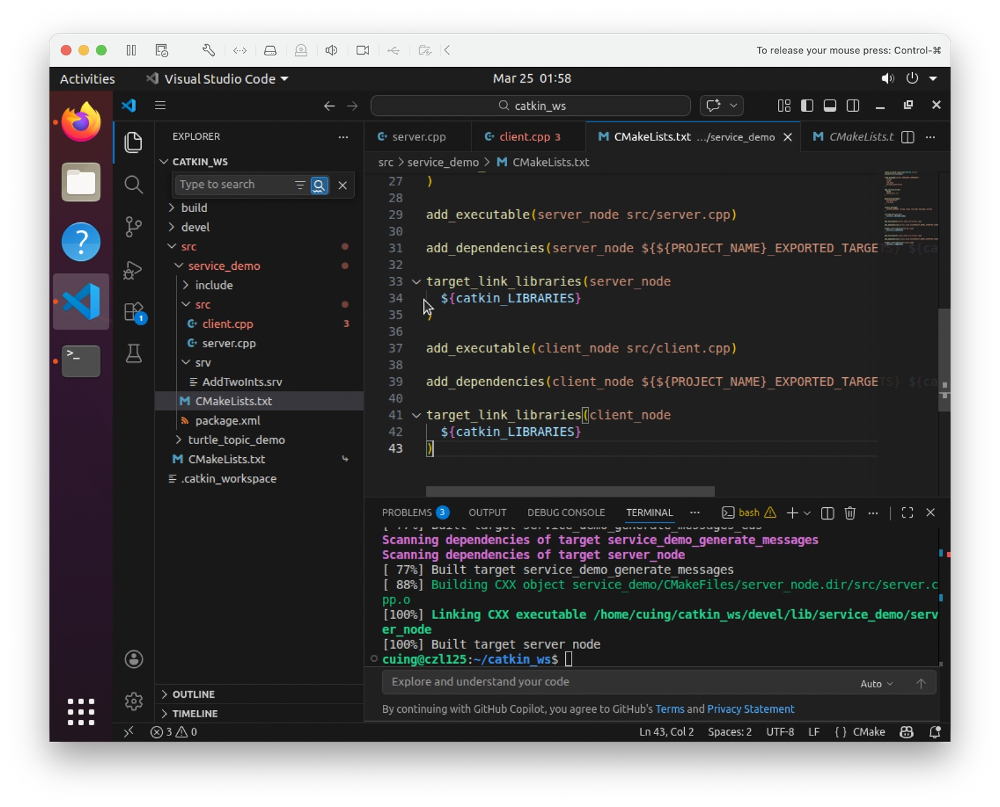 To release your mouse press: Control-⌘
Activities
Visual Studio Code
Mar 25 01:58
catkin_ws
EXPLORER
server.cpp
client.cpp 3
CMakeLists.txt .../service_demo
CMakeLists.t
src > service_demo > CMakeLists.txt
CATKIN_WS
Type to search
build
devel
src
service_demo
include
src
client.cpp 3
server.cpp
srv
AddTwoInts.srv
CMakeLists.txt
package.xml
turtle_topic_demo
CMakeLists.txt
.catkin_workspace
OUTLINE
TIMELINE
27 )
28
29 add_executable(server_node src/server.cpp)
30
31 add_dependencies(server_node ${${PROJECT_NAME}_EXPORTED_TARGETS} ${ca
32
33 target_link_libraries(server_node
34 ${catkin_LIBRARIES}
35 )
36
37 add_executable(client_node src/client.cpp)
38
39 add_dependencies(client_node ${${PROJECT_NAME}_EXPORTED_TARGETS} ${ca
40
41 target_link_libraries(client_node
42 ${catkin_LIBRARIES}
43 )
PROBLEMS 3
OUTPUT
DEBUG CONSOLE
TERMINAL
bash
[ 77%] Built target service_demo_generate_messages_eus
Scanning dependencies of target service_demo_generate_messages
Scanning dependencies of target server_node
[ 77%] Built target service_demo_generate_messages
[ 88%] Building CXX object service_demo/CMakeFiles/server_node.dir/src/server.c
pp.o
[100%] Linking CXX executable /home/cuing/catkin_ws/devel/lib/service_demo/serv
er_node
[100%] Built target server_node
cuing@czl125:~/catkin_ws$
Explore and understand your code
Auto
By continuing with GitHub Copilot, you agree to GitHub's Terms and Privacy Statement
1
3 0
Ln 43, Col 2
Spaces: 2
UTF-8
LF
{ } CMake